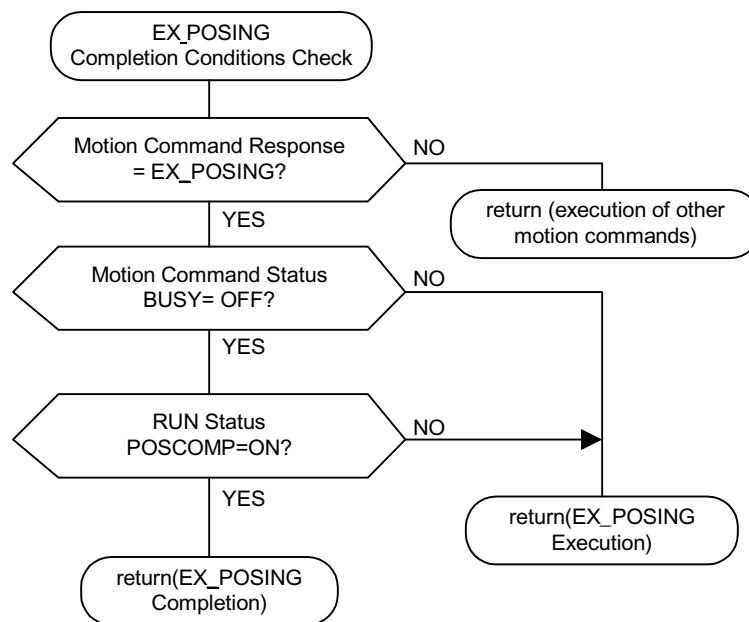 EX_POSING
Completion Conditions Check
Motion Command Response
= EX_POSING?
NO
return (execution of other
motion commands)
YES
Motion Command Status
BUSY= OFF?
NO
YES
RUN Status
POSCOMP=ON?
NO
YES
return(EX_POSING
Execution)
return(EX_POSING
Completion)